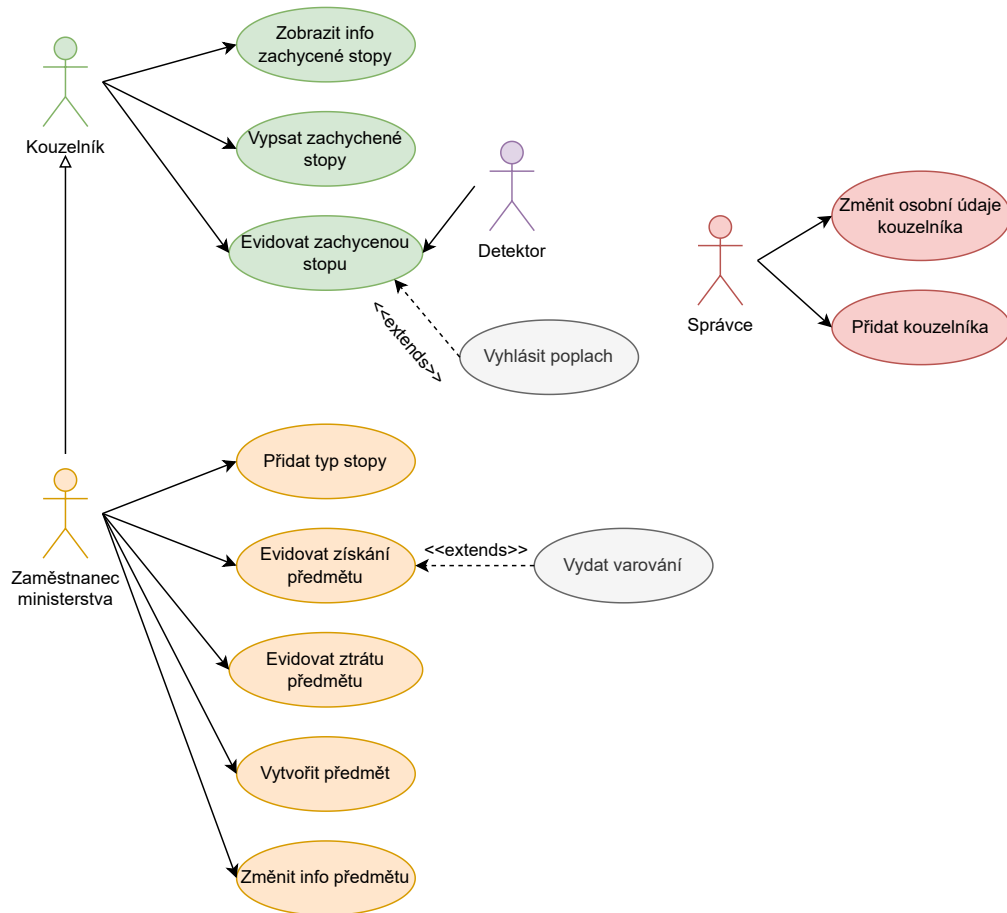 Zobrazit info
zachycené stopy
Kouzelník
Vypsat zachychené
stopy
Evidovat zachycenou
stopu
Detektor
Změnit osobní údaje
kouzelníka
Správce
Přidat kouzelníka
<<extends>>
Vyhlásit poplach
Přidat typ stopy
Zaměstnanec
ministerstva
Evidovat získání
předmětu
<<extends>>
Vydat varování
Evidovat ztrátu
předmětu
Vytvořit předmět
Změnit info předmětu